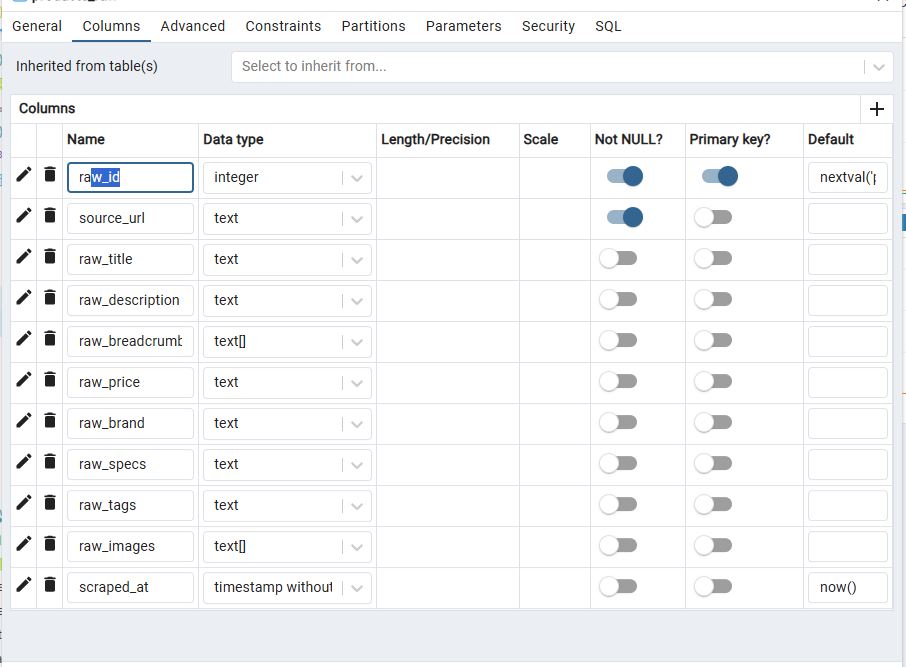 General Columns Advanced Constraints Partitions Parameters Security SQL
Inherited from table(s) Select to inherit from...
Columns
Name Data type Length/Precision Scale Not NULL? Primary key? Default
raw_id integer nextval('
source_url text
raw_title text
raw_description text
raw_breadcrumb text[]
raw_price text
raw_brand text
raw_specs text
raw_tags text
raw_images text[]
scraped_at timestamp without now()